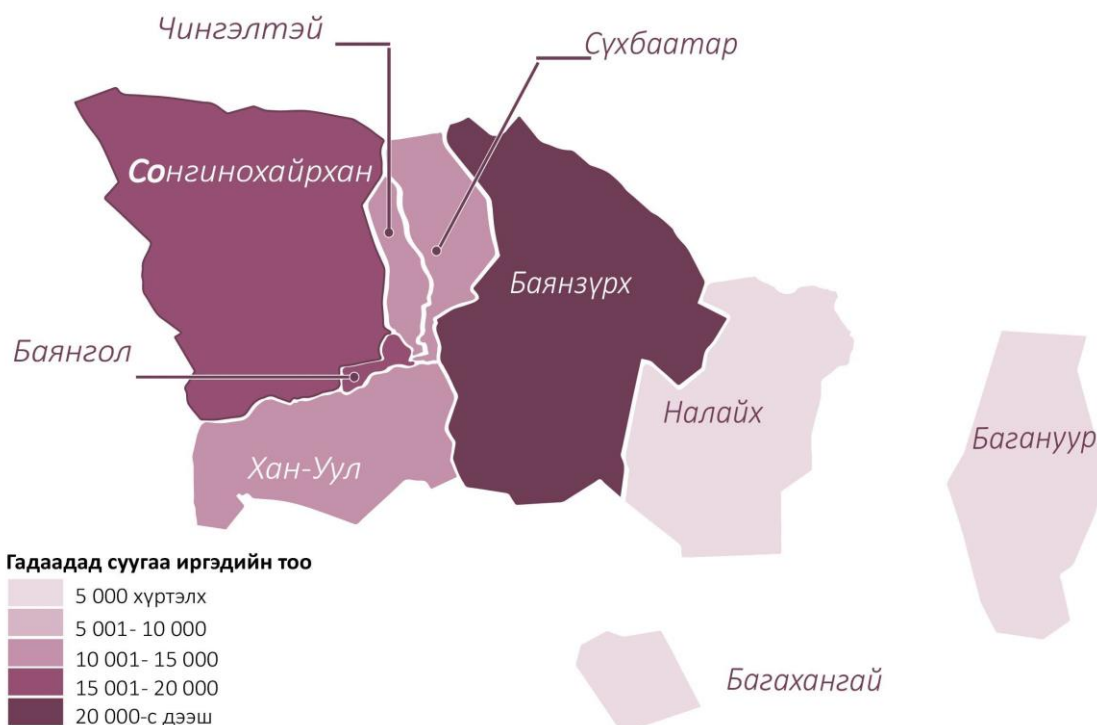 Чингэлтэй
Сүхбаатар
Сонгинохайрхан
Баянзүрх
Баянгол
Налайх
Багануур
Хан-Уул
Гадаадад суугаа иргэдийн тоо
5 000 хүртэлх
5 001- 10 000
10 001- 15 000
15 001- 20 000
20 000-с дээш
Багахангай